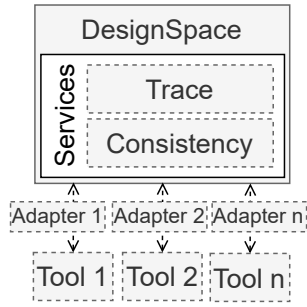 DesignSpace
Services
Trace
Consistency
Adapter 1 Adapter 2 Adapter n
Tool 1 Tool 2 Tool n